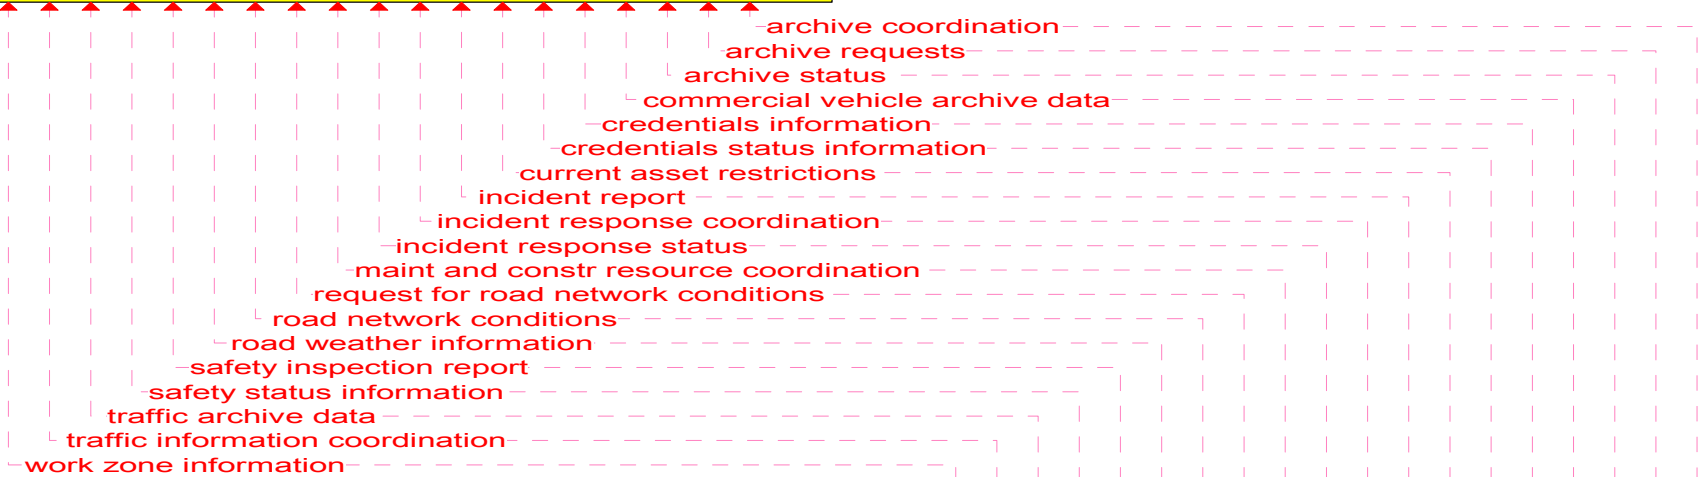 archive coordination
archive requests
archive status
commercial vehicle archive data
credentials information
credentials status information
current asset restrictions
incident report
incident response coordination
incident response status
maint and constr resource coordination
request for road network conditions
road network conditions
road weather information
safety inspection report
safety status information
traffic archive data
traffic information coordination
work zone information